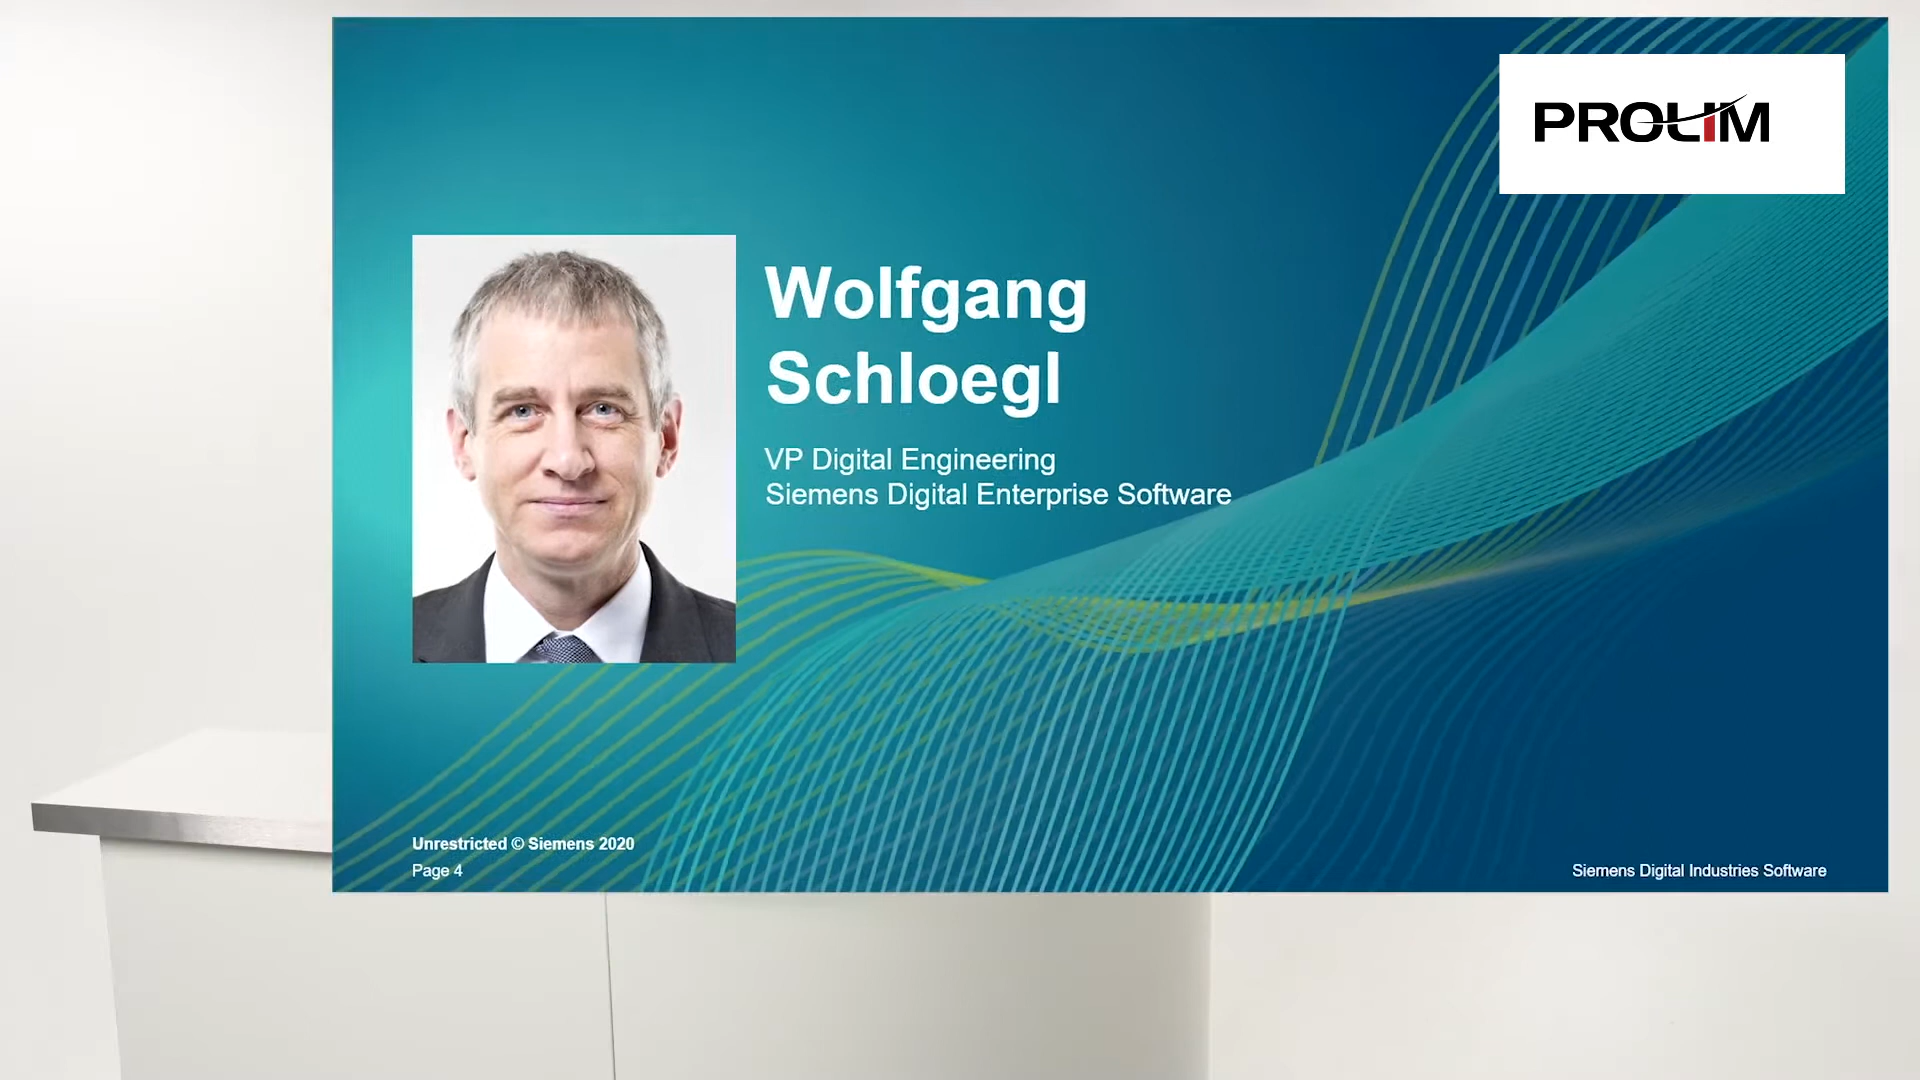 PROLIM
Wolfgang
Schloegl
VP Digital Engineering
Siemens Digital Enterprise Software
Unrestricted © Siemens 2020
Page 4
Siemens Digital Industries Software